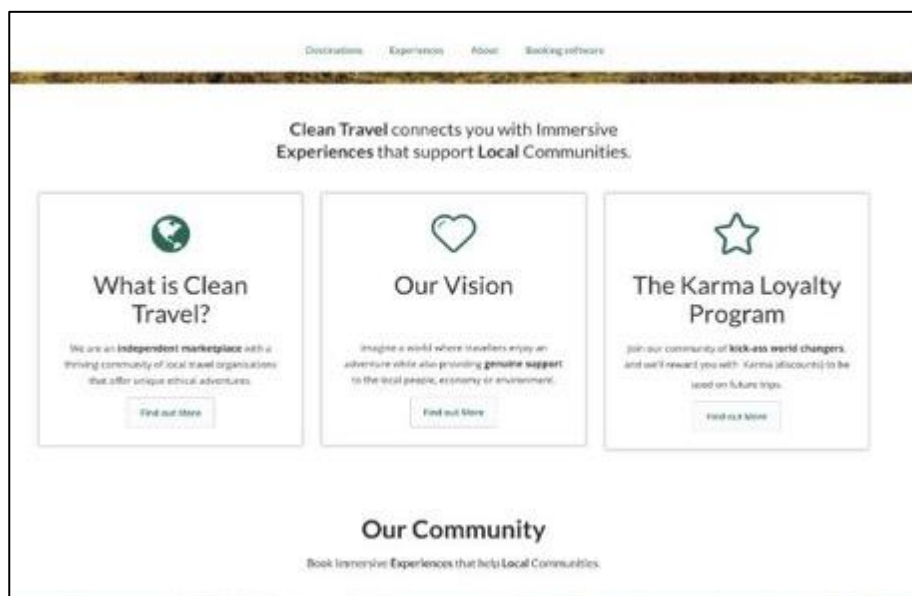 Destinations Experiences About Booking software
Clean Travel connects you with Immersive
Experiences that support Local Communities.
What is Clean
Travel?
We are an independent marketplace with a
thriving community of local travel organisations
that offer unique ethical adventures.
Find out More
Our Vision
Imagine a world where travellers enjoy an
adventure while also providing genuine support
to the local people, economy or environment.
Find out More
The Karma Loyalty
Program
Join our community of kick-ass world changers,
and we'll reward you with Karma (discounts) to be
used on future trips.
Find out More
Our Community
Book Immersive Experiences that help Local Communities.